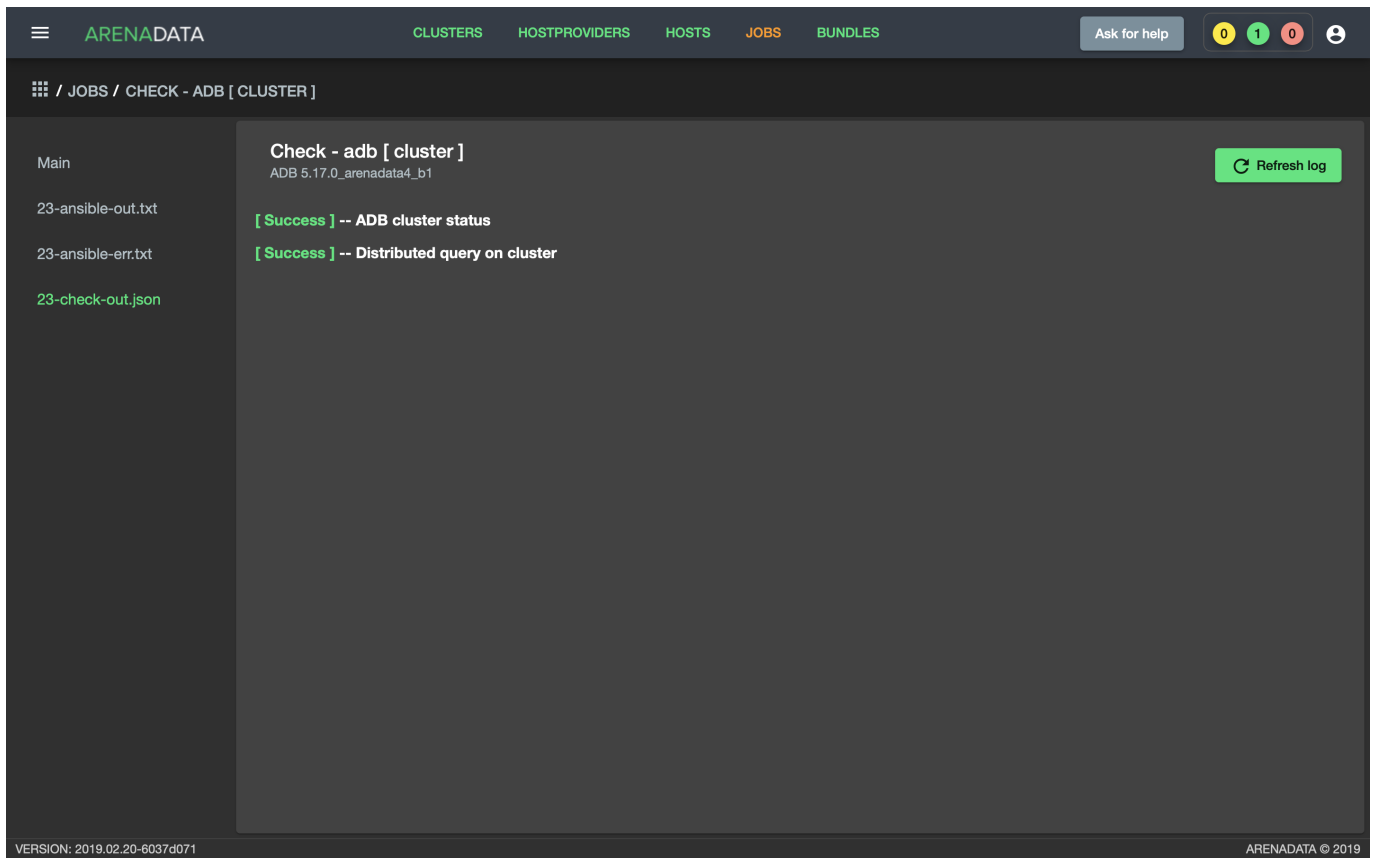 ARENADATA CLUSTERS HOSTPROVIDERS HOSTS JOBS BUNDLES Ask for help 0 1 0
/ JOBS / CHECK - ADB [ CLUSTER ]
Main
23-ansible-out.txt
23-ansible-err.txt
23-check-out.json
Check - adb [ cluster ]
ADB 5.17.0_arenadata4_b1
Refresh log
[ Success ] -- ADB cluster status
[ Success ] -- Distributed query on cluster
VERSION: 2019.02.20-6037d071 ARENADATA © 2019